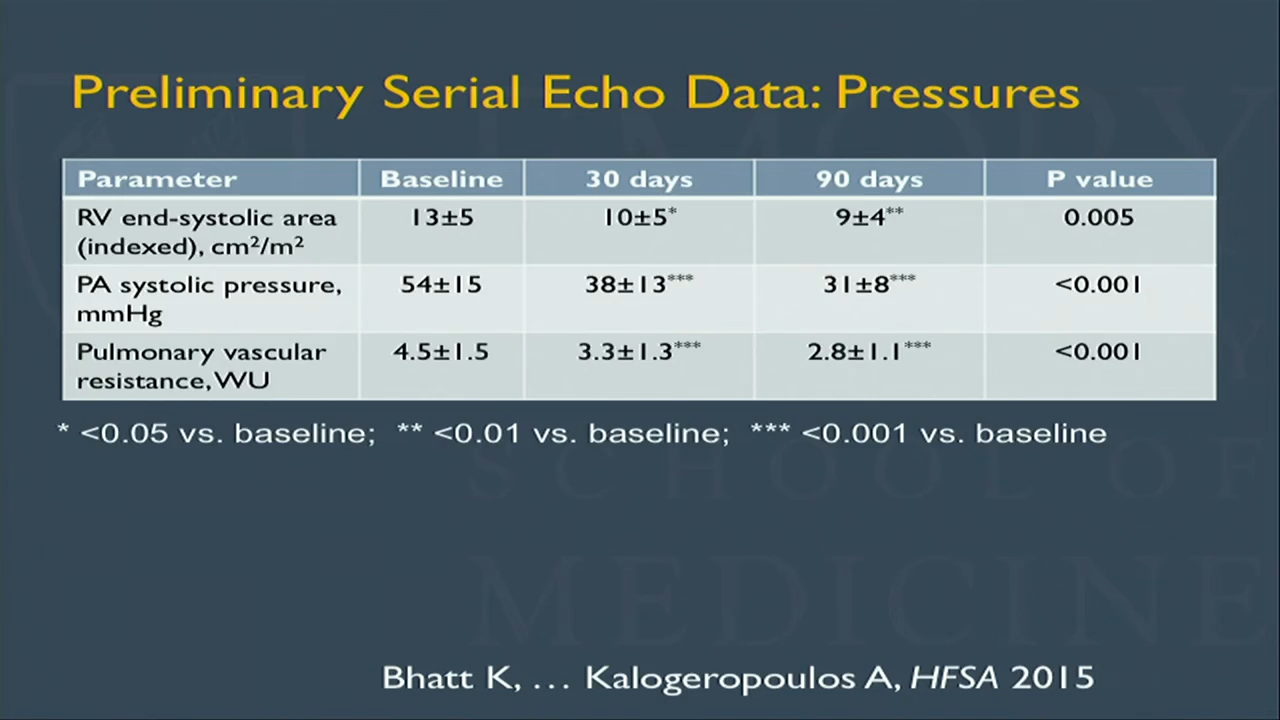 Preliminary Serial Echo Data: Pressures
Parameter Baseline 30 days 90 days P value
RV end-systolic area (indexed), cm²/m² 13±5 10±5* 9±4** 0.005
PA systolic pressure, mmHg 54±15 38±13*** 31±8*** <0.001
Pulmonary vascular resistance, WU 4.5±1.5 3.3±1.3*** 2.8±1.1*** <0.001
* <0.05 vs. baseline; ** <0.01 vs. baseline; *** <0.001 vs. baseline
SCHOOL OF
MEDICINE
Bhatt K, … Kalogeropoulos A, HFSA 2015